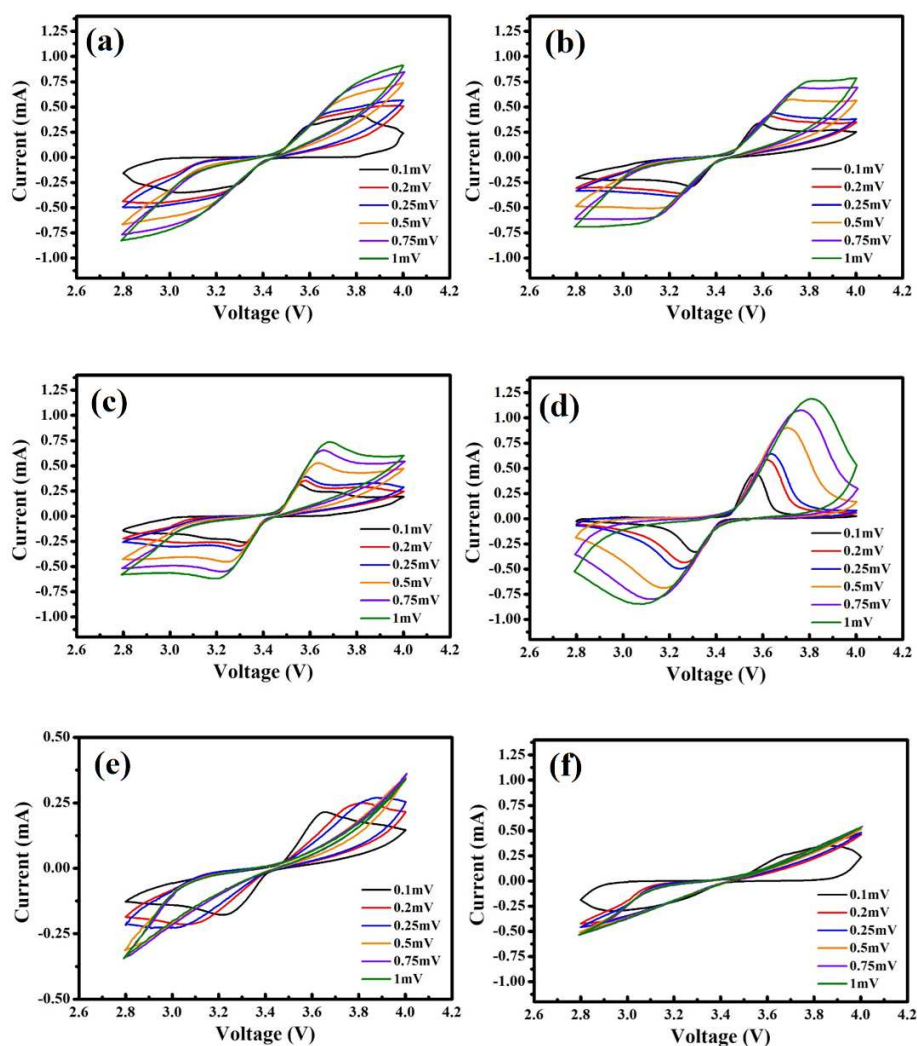 (a)
Current (mA)
1.25
1.00
0.75
0.50
0.25
0.00
-0.25
-0.50
-0.75
-1.00
0.1mV
0.2mV
0.25mV
0.5mV
0.75mV
1mV
2.6 2.8 3.0 3.2 3.4 3.6 3.8 4.0 4.2
Voltage (V)
(b)
Current (mA)
1.25
1.00
0.75
0.50
0.25
0.00
-0.25
-0.50
-0.75
-1.00
0.1mV
0.2mV
0.25mV
0.5mV
0.75mV
1mV
2.6 2.8 3.0 3.2 3.4 3.6 3.8 4.0 4.2
Voltage (V)
(c)
Current (mA)
1.25
1.00
0.75
0.50
0.25
0.00
-0.25
-0.50
-0.75
-1.00
0.1mV
0.2mV
0.25mV
0.5mV
0.75mV
1mV
2.6 2.8 3.0 3.2 3.4 3.6 3.8 4.0 4.2
Voltage (V)
(d)
Current (mA)
1.25
1.00
0.75
0.50
0.25
0.00
-0.25
-0.50
-0.75
-1.00
0.1mV
0.2mV
0.25mV
0.5mV
0.75mV
1mV
2.6 2.8 3.0 3.2 3.4 3.6 3.8 4.0 4.2
Voltage (V)
(e)
Current (mA)
0.50
0.25
0.00
-0.25
-0.50
0.1mV
0.2mV
0.25mV
0.5mV
0.75mV
1mV
2.6 2.8 3.0 3.2 3.4 3.6 3.8 4.0 4.2
Voltage (V)
(f)
Current (mA)
1.25
1.00
0.75
0.50
0.25
0.00
-0.25
-0.50
-0.75
-1.00
0.1mV
0.2mV
0.25mV
0.5mV
0.75mV
1mV
2.6 2.8 3.0 3.2 3.4 3.6 3.8 4.0 4.2
Voltage (V)